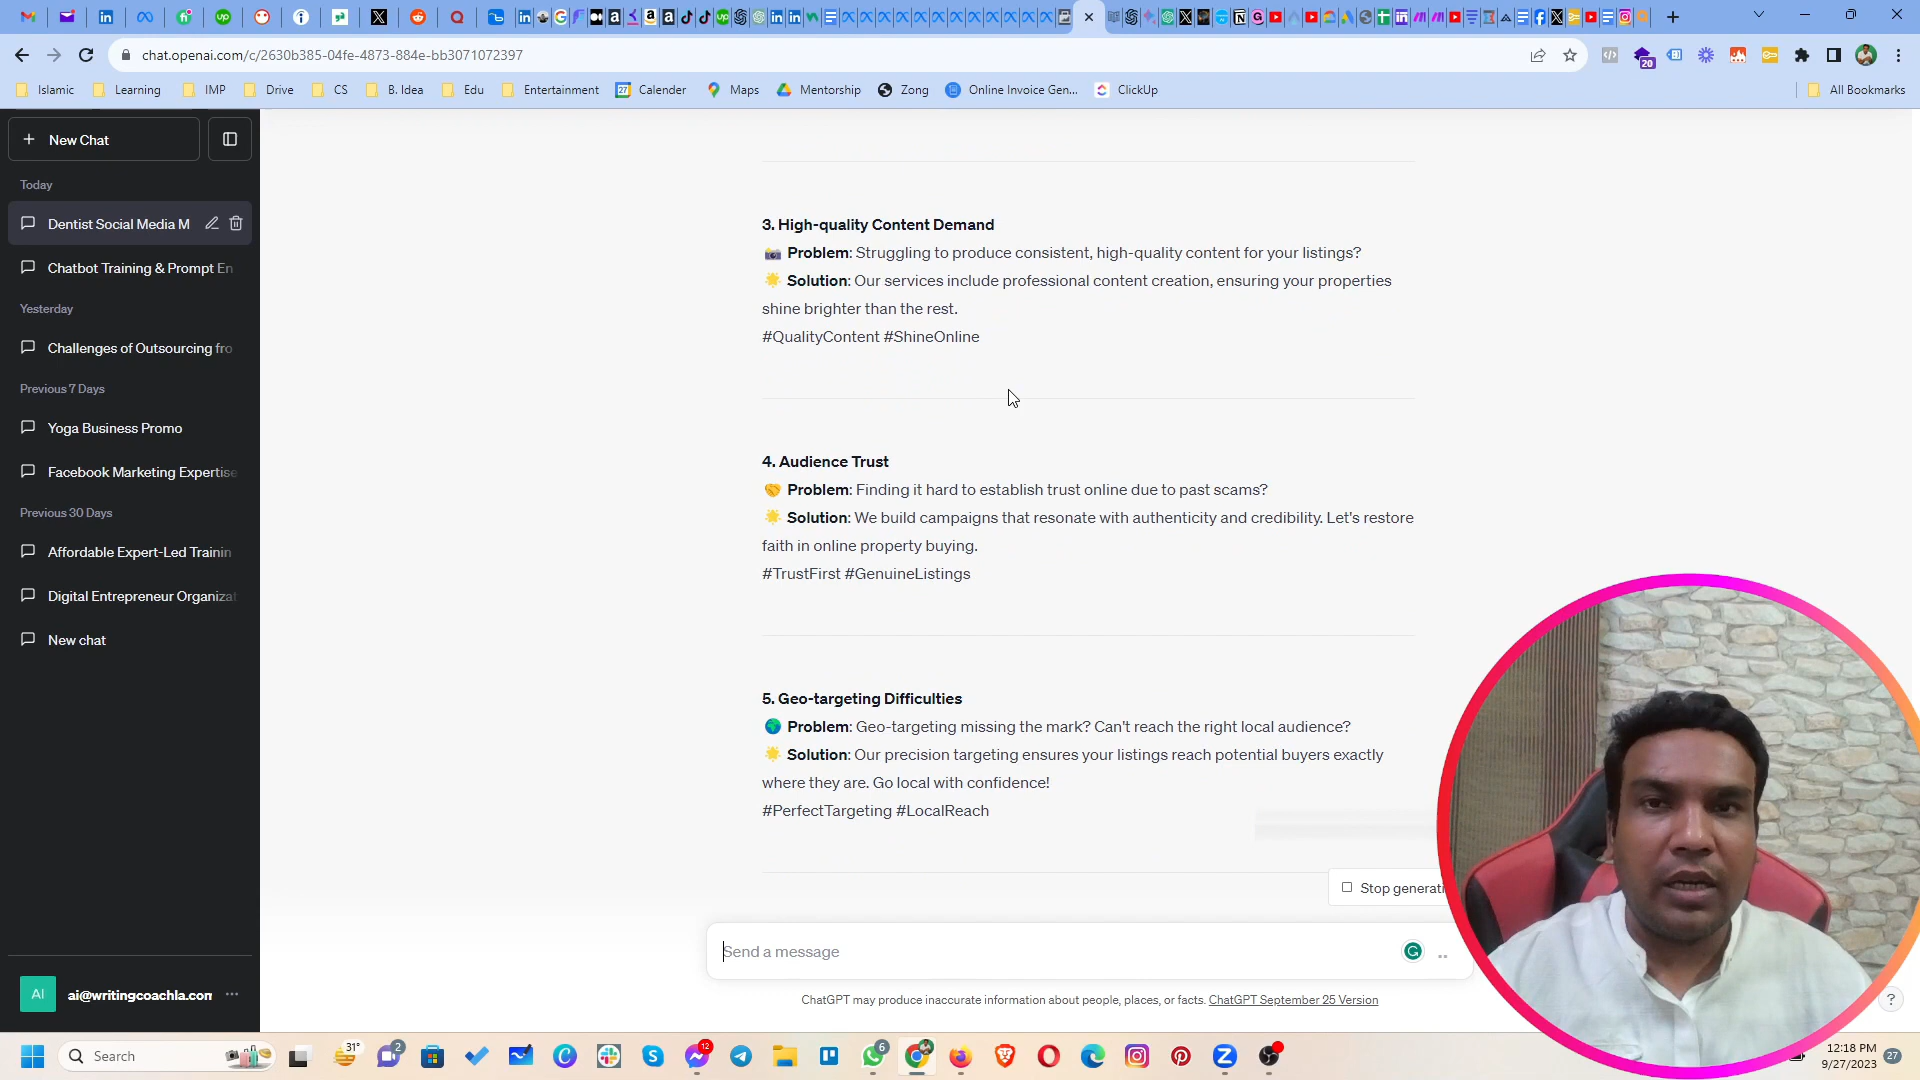 chat.openai.com/c/2630b385-04fe-4873-884e-bb3071072397
20
Islamic
Learning
IMP
Drive
CS
B. Idea
Edu
Entertainment
27
Calender
Maps
Mentorship
Zong
Online Invoice Gen...
ClickUp
All Bookmarks
New Chat
Today
Dentist Social Media M
Chatbot Training & Prompt En
Yesterday
Challenges of Outsourcing fro
Previous 7 Days
Yoga Business Promo
Facebook Marketing Expertise
Previous 30 Days
Affordable Expert-Led Trainin
Digital Entrepreneur Organiza
New chat
AI
ai@writingcoachla.com
3. High-quality Content Demand
Problem: Struggling to produce consistent, high-quality content for your listings?
Solution: Our services include professional content creation, ensuring your properties
shine brighter than the rest.
#QualityContent #ShineOnline
4. Audience Trust
Problem: Finding it hard to establish trust online due to past scams?
Solution: We build campaigns that resonate with authenticity and credibility. Let's restore
faith in online property buying.
#TrustFirst #GenuineListings
5. Geo-targeting Difficulties
Problem: Geo-targeting missing the mark? Can't reach the right local audience?
Solution: Our precision targeting ensures your listings reach potential buyers exactly
where they are. Go local with confidence!
#PerfectTargeting #LocalReach
Stop generati
Send a message
ChatGPT may produce inaccurate information about people, places, or facts. ChatGPT September 25 Version
?
Search
31°
2
12
6
12:18 PM
9/27/2023
27